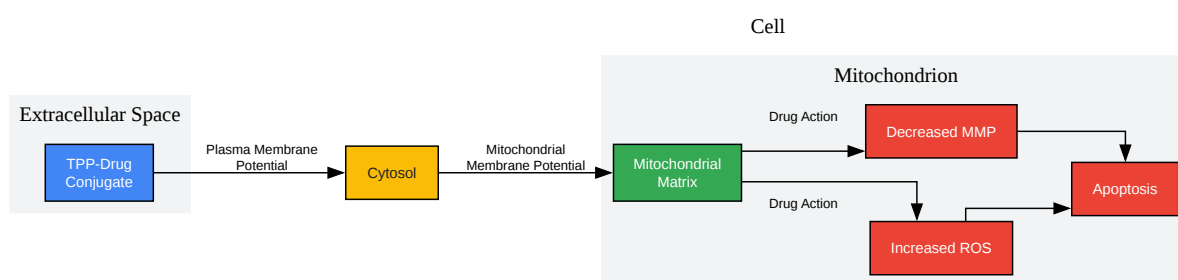 Cell
Mitochondrion
Extracellular Space
TPP-Drug
Conjugate
Plasma Membrane
Potential
Cytosol
Mitochondrial
Membrane Potential
Mitochondrial
Matrix
Drug Action
Decreased MMP
Drug Action
Increased ROS
Apoptosis